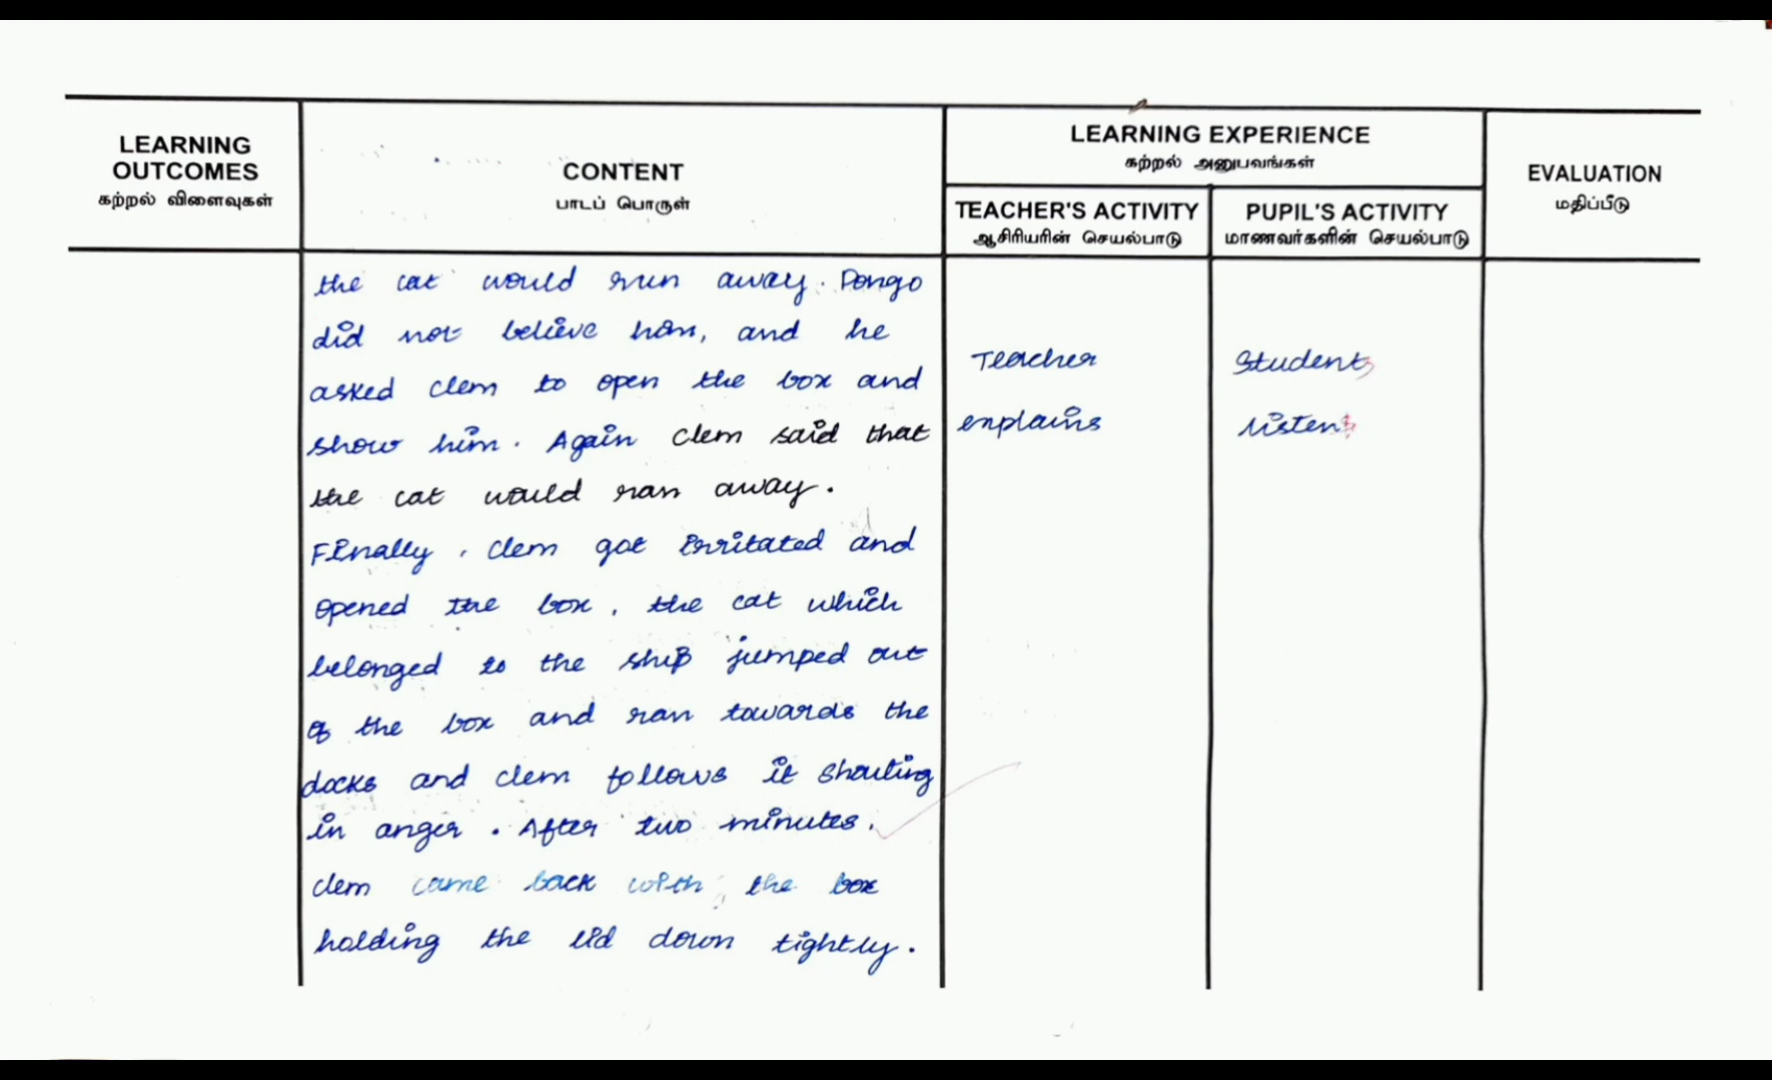 LEARNING
OUTCOMES
கற்றல் விளைவுகள்
CONTENT
பாடப் பொருள்
LEARNING EXPERIENCE
கற்றல் அனுபவங்கள்
TEACHER'S ACTIVITY
ஆசிரியரின் செயல்பாடு
PUPIL'S ACTIVITY
மாணவர்களின் செயல்பாடு
EVALUATION
மதிப்பீடு
the cat would run away. Pongo
did not believe him, and he
asked clem to open the box and
show him. Again clem said that
the cat would ran away.
Finally, clem got irritated and
opened the box, the cat which
belonged to the ship jumped out
of the box and ran towards the
docks and clem follows it shouting
in anger. After two minutes,
clem came back with the box
holding the lid down tightly.
Teacher
explains
Students
listens